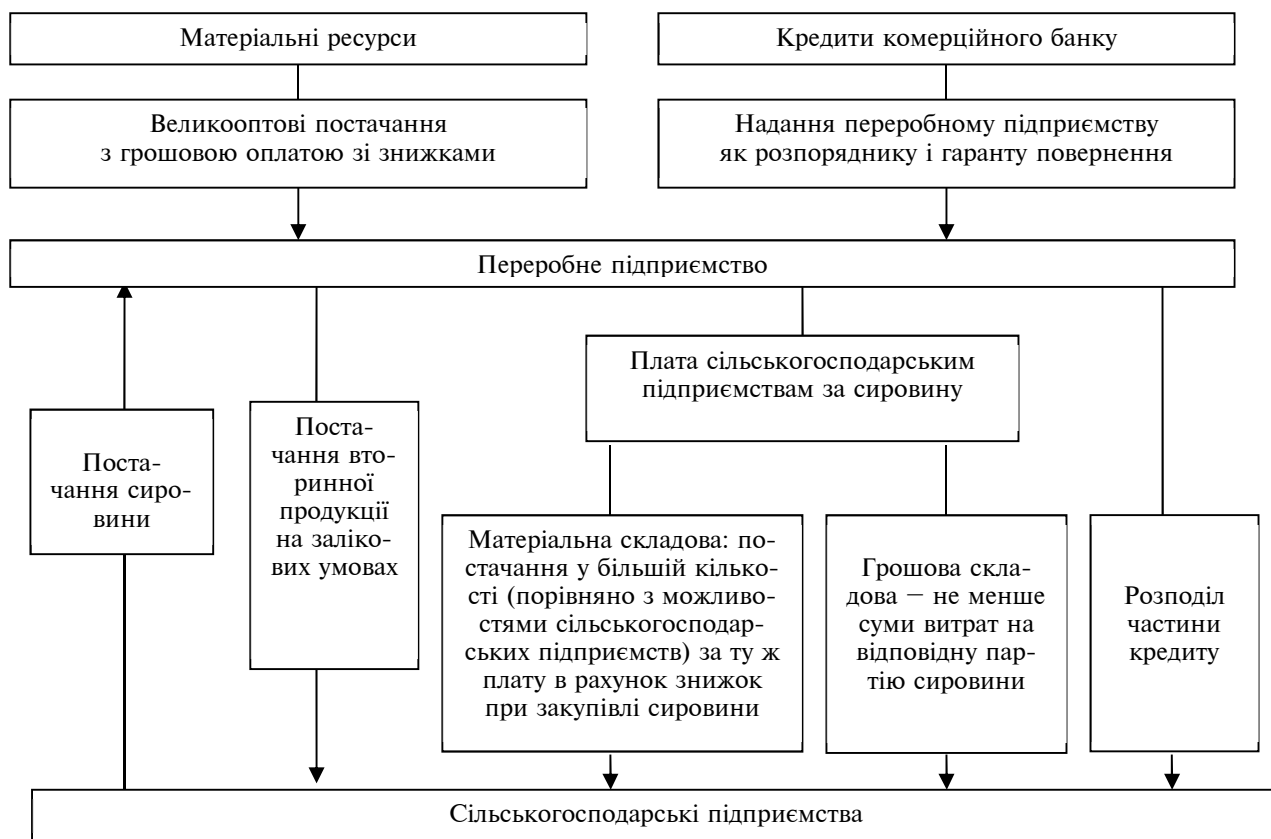 Матеріальні ресурси
Кредити комерційного банку
Великооптові постачання
з грошовою оплатою зі знижками
Надання переробному підприємству
як розпоряднику і гаранту повернення
Переробне підприємство
Плата сільськогосподарським
підприємствам за сировину
Поста-
чання сиро-
вини
Поста-
чання вто-
ринної
продукції
на заліко-
вих умовах
Матеріальна складова: по-
стачання у більшій кілько-
сті (порівняно з можливо-
стями сільськогосподар-
ських підприємств) за ту ж
плату в рахунок знижок
при закупівлі сировини
Грошова скла-
дова — не менше
суми витрат на
відповідну пар-
тію сировини
Розподіл
частини
кредиту
Сільськогосподарські підприємства